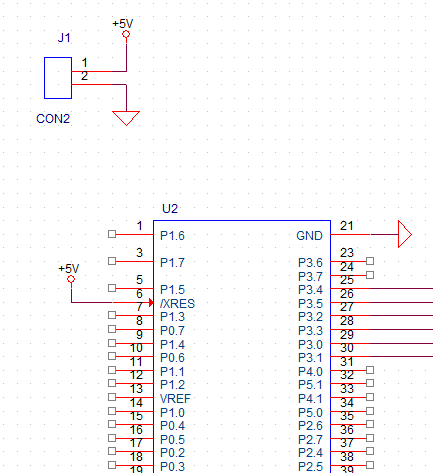 +5V
J1
1
2
CON2
U2
1 P1.6 GND 21
3 P1.7 P3.6 23
P3.7 24
+5V
5 P1.5 P3.4 25
6 /XRES P3.5 26
7 P1.3 P3.2 27
8 P0.7 P3.3 28
9 P1.4 P3.0 29
10 P0.6 P3.1 30
11 P1.1 P4.0 31
12 P1.2 P5.1 32
13 VREF P4.1 33
14 P1.0 P5.0 34
15 P0.4 P2.6 35
16 P0.5 P2.7 36
17 P0.2 P2.4 37
18 P0.3 P2.5 38
19 39